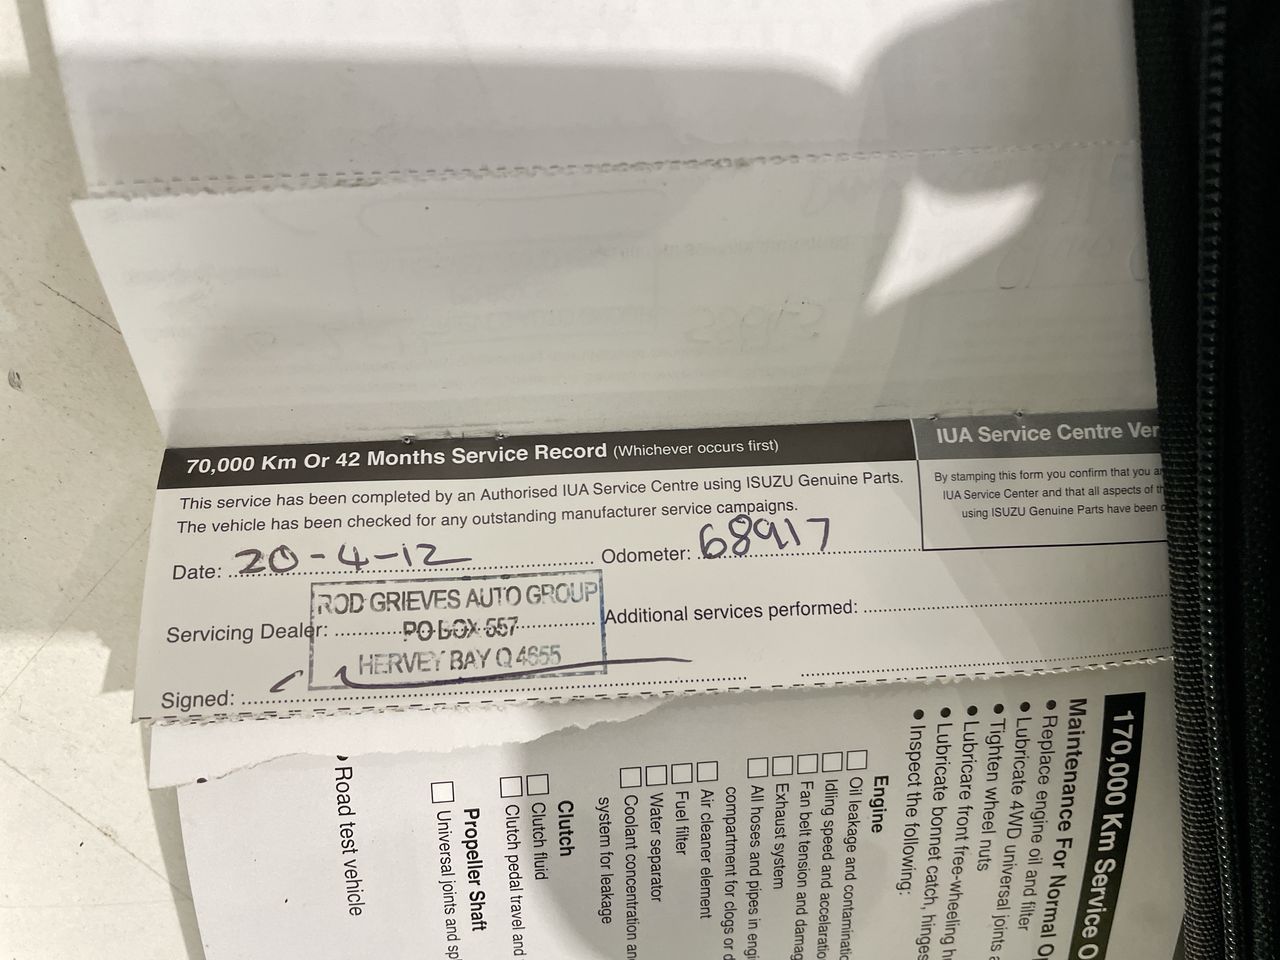 70,000 Km Or 42 Months Service Record (Whichever occurs first)
This service has been completed by an Authorised IUA Service Centre using ISUZU Genuine Parts.
The vehicle has been checked for any outstanding manufacturer service campaigns.
Date: 20-4-12
Odometer: 68917
Servicing Dealer:
ROD GRIEVES AUTO GROUP
PO BOX 557
HERVEY BAY Q 4655
Additional services performed:
Signed:
IUA Service Centre Ver
By stamping this form you confirm that you a
IUA Service Center and that all aspects of th
using ISUZU Genuine Parts have been
170,000 Km Service O
Maintenance For Normal Op
• Replace engine oil and filter
• Lubricate 4WD universal joints a
• Tighten wheel nuts
• Lubricare front free-wheeling h
• Lubricate bonnet catch, hinges
• Inspect the following:
Engine
Oil leakage and contaminatio
Idling speed and accelaratio
Fan belt tension and damag
Exhaust system
All hoses and pipes in engi
compartment for clogs or d
Air cleaner element
Fuel filter
Water separator
Coolant concentration an
system for leakage
Clutch
Clutch fluid
Clutch pedal travel and
Propeller Shaft
Universal joints and sp
• Road test vehicle